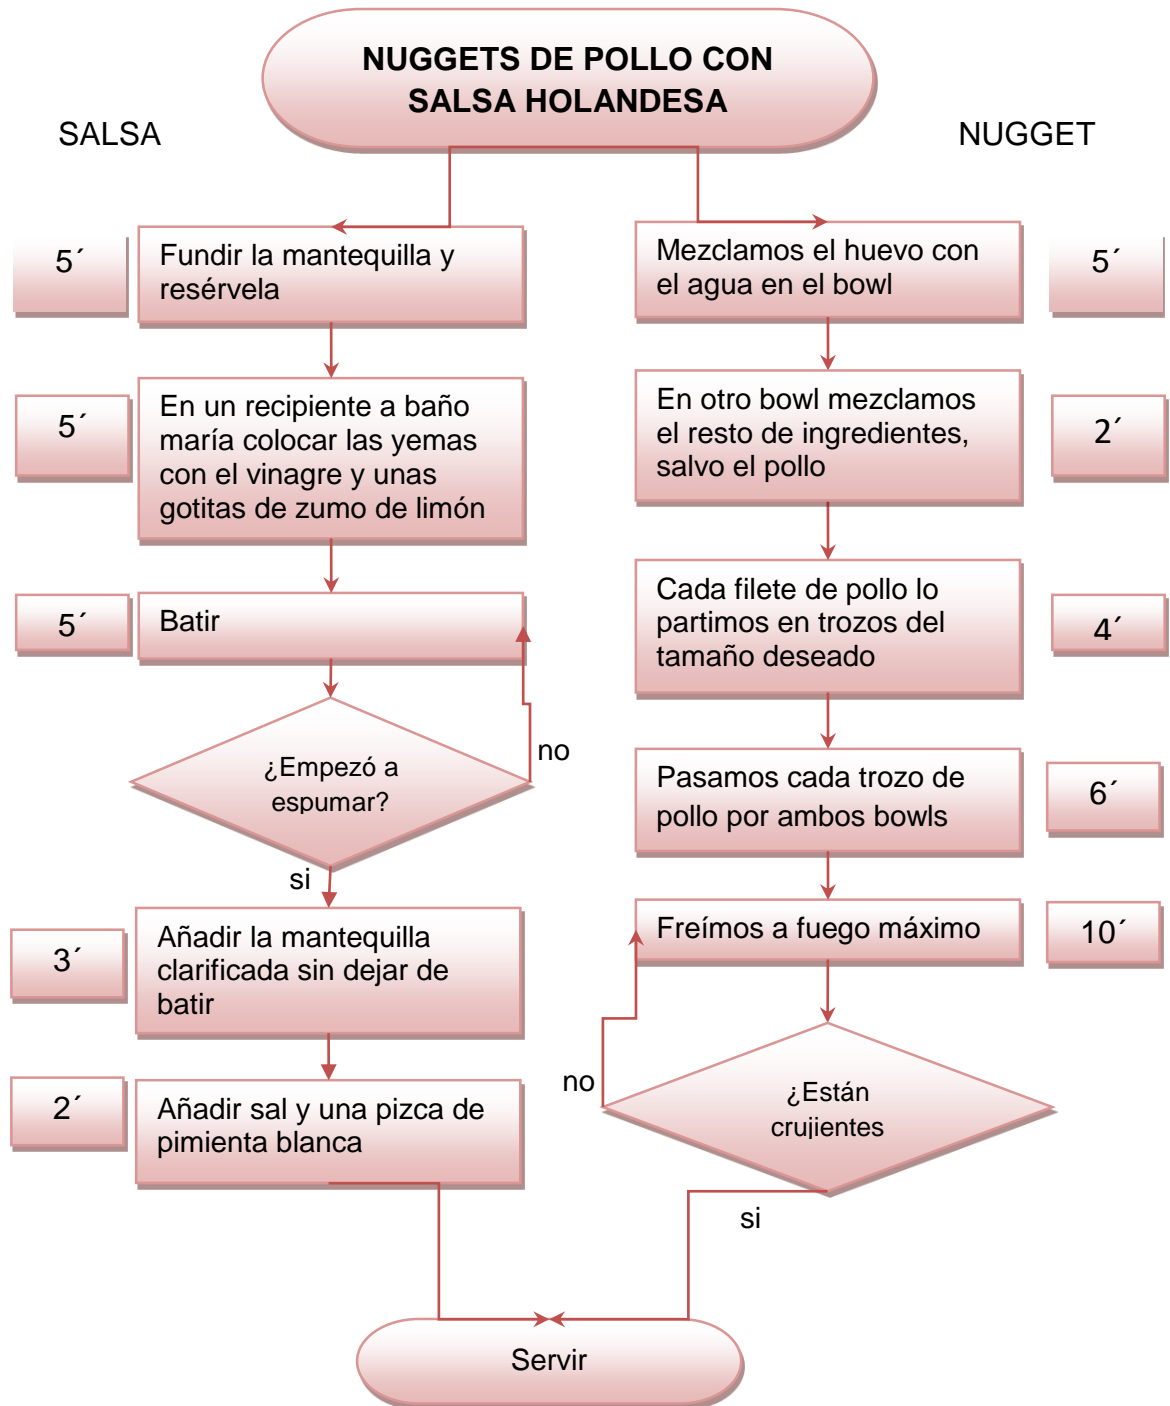 NUGGETS DE POLLO CON
SALSA HOLANDESA
SALSA
NUGGET
5´
Fundir la mantequilla y
resérvela
5´
En un recipiente a baño
maría colocar las yemas
con el vinagre y unas
gotitas de zumo de limón
5´
Batir
¿Empezó a
espumar?
no
si
3´
Añadir la mantequilla
clarificada sin dejar de
batir
2´
Añadir sal y una pizca de
pimienta blanca
Mezclamos el huevo con
el agua en el bowl
5´
En otro bowl mezclamos
el resto de ingredientes,
salvo el pollo
2´
Cada filete de pollo lo
partimos en trozos del
tamaño deseado
4´
Pasamos cada trozo de
pollo por ambos bowls
6´
Freímos a fuego máximo
10´
no
¿Están
crujientes
si
Servir